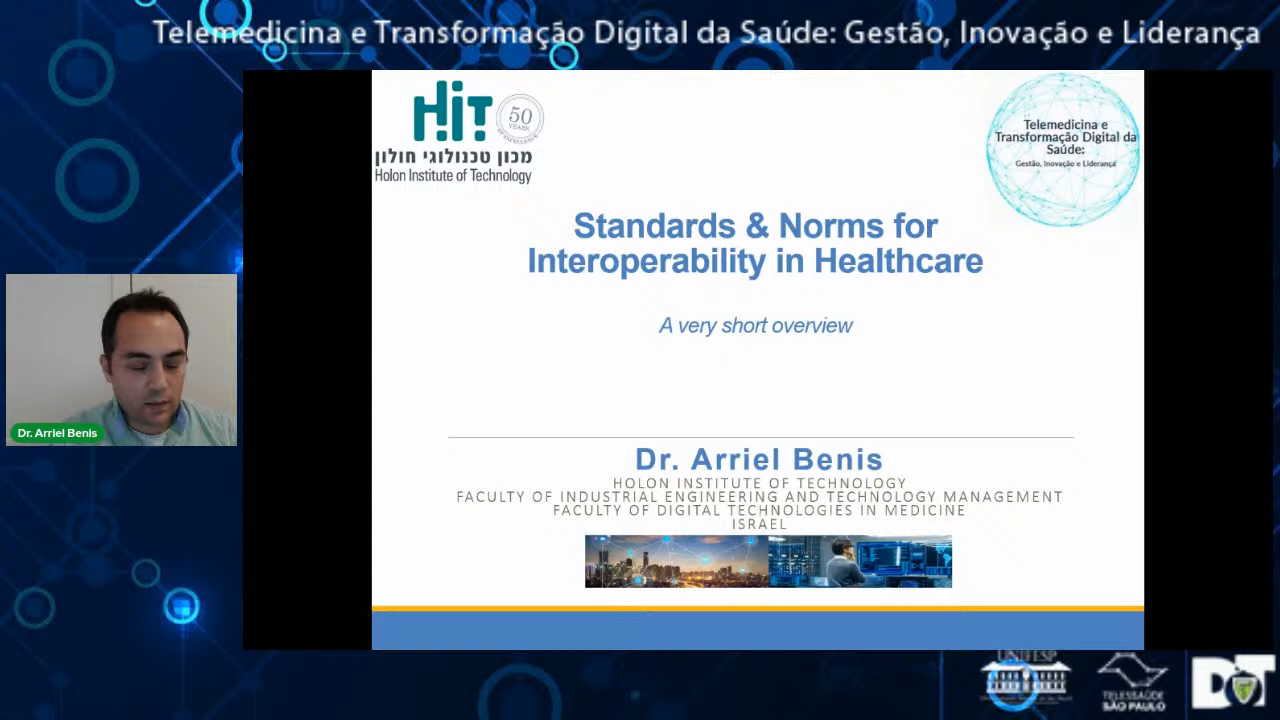 Telemedicina e Transformação Digital da Saúde: Gestão, Inovação e Liderança
HiT
50
YEARS
OF EXCELLENCE
מכון טכנולוגי חולון
Holon Institute of Technology
Telemedicina e
Transformação Digital da
Saúde:
Gestão, Inovação e Liderança
Standards & Norms for
Interoperability in Healthcare
A very short overview
Dr. Arriel Benis
Dr. Arriel Benis
HOLON INSTITUTE OF TECHNOLOGY
FACULTY OF INDUSTRIAL ENGINEERING AND TECHNOLOGY MANAGEMENT
FACULTY OF DIGITAL TECHNOLOGIES IN MEDICINE
ISRAEL
UNIFESP
TELESSAÚDE
SÃO PAULO